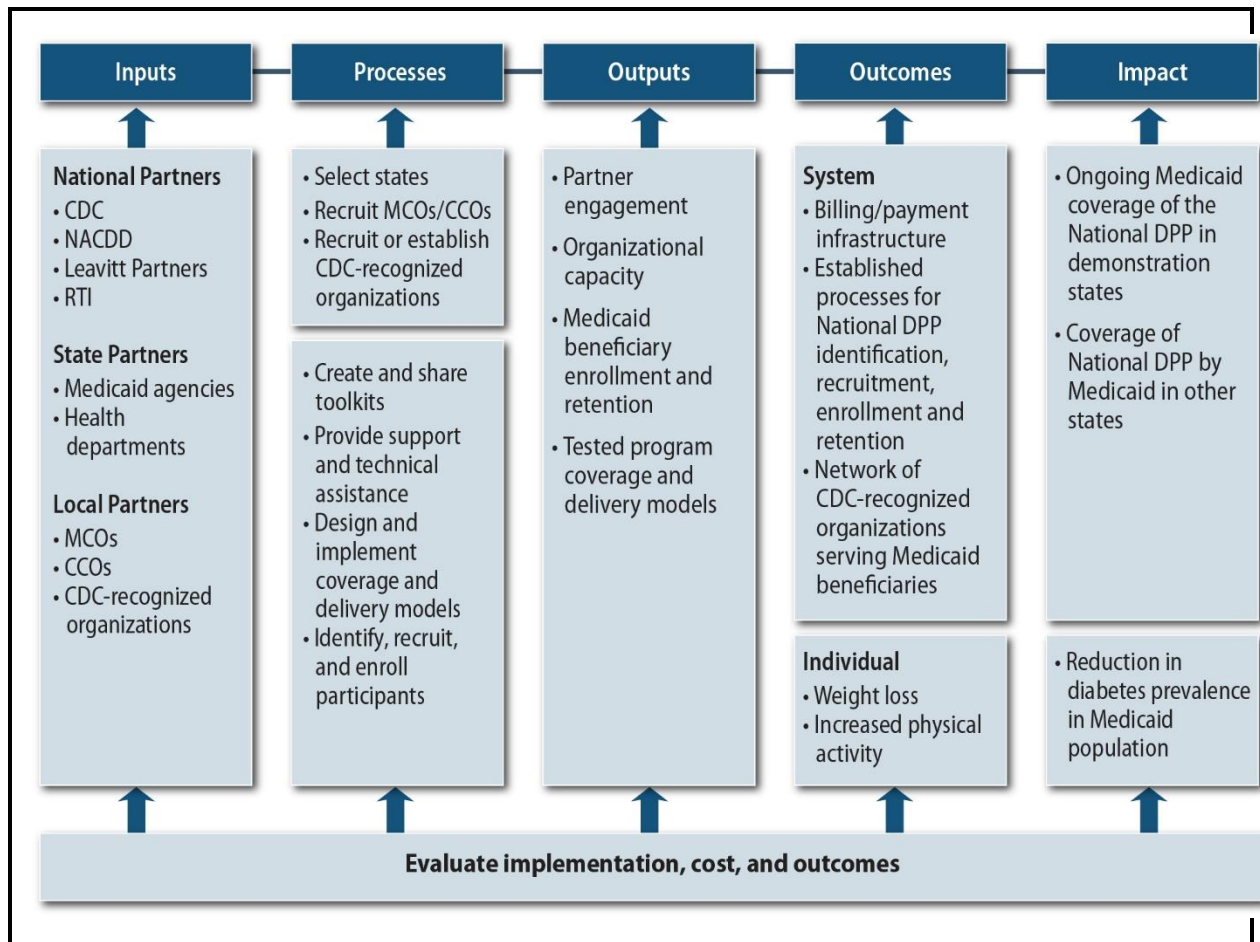 Inputs
National Partners
• CDC
• NACDD
• Leavitt Partners
• RTI
State Partners
• Medicaid agencies
• Health
departments
Local Partners
• MCOs
• CCOs
• CDC-recognized
organizations
Processes
• Select states
• Recruit MCOs/CCOs
• Recruit or establish
CDC-recognized
organizations
• Create and share
toolkits
• Provide support
and technical
assistance
• Design and
implement
coverage and
delivery models
• Identify, recruit,
and enroll
participants
Outputs
• Partner
engagement
• Organizational
capacity
• Medicaid
beneficiary
enrollment and
retention
• Tested program
coverage and
delivery models
Outcomes
System
• Billing/payment
infrastructure
• Established
processes for
National DPP
identification,
recruitment,
enrollment and
retention
• Network of
CDC-recognized
organizations
serving Medicaid
beneficiaries
Individual
• Weight loss
• Increased physical
activity
Impact
• Ongoing Medicaid
coverage of the
National DPP in
demonstration
states
• Coverage of
National DPP by
Medicaid in other
states
• Reduction in
diabetes prevalence
in Medicaid
population
Evaluate implementation, cost, and outcomes